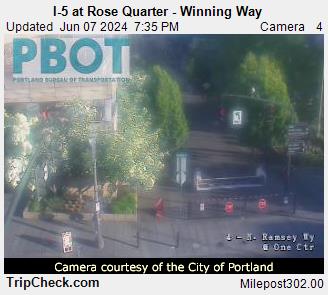 I-5 at Rose Quarter - Winning Way
Updated Jun 07 2024 7:35 PM Camera 4
PBOT
PORTLAND BUREAU OF TRANSPORTATION
4 - N. Ramsey Wy
@ One Ctr
Camera courtesy of the City of Portland
TripCheck.com Milepost302.00